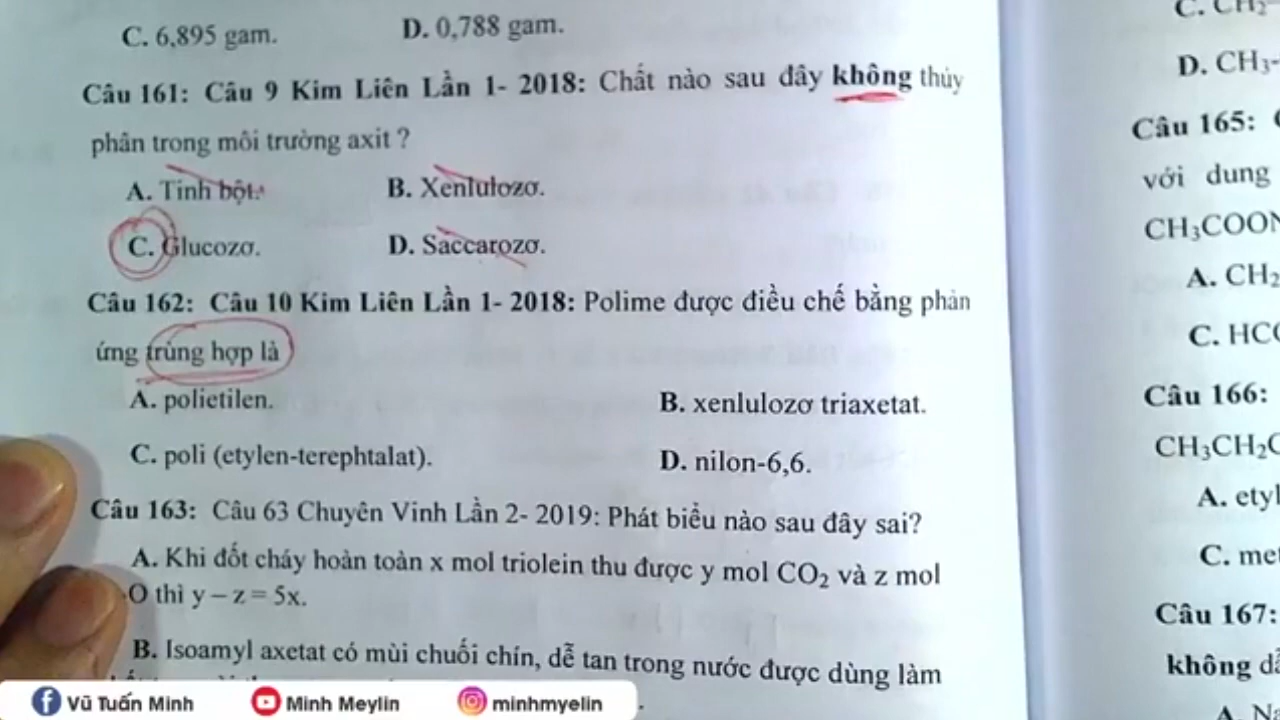 C. 6,895 gam. D. 0,788 gam.
Câu 161: Câu 9 Kim Liên Lần 1- 2018: Chất nào sau đây không thủy
phân trong môi trường axit ?
A. Tinh bột. B. Xenlulozơ.
C. Glucozơ. D. Saccarozơ.
Câu 162: Câu 10 Kim Liên Lần 1- 2018: Polime được điều chế bằng phản
ứng trùng hợp là
A. polietilen. B. xenlulozơ triaxetat.
C. poli (etylen-terephtalat). D. nilon-6,6.
Câu 163: Câu 63 Chuyên Vinh Lần 2- 2019: Phát biểu nào sau đây sai?
A. Khi đốt cháy hoàn toàn x mol triolein thu được y mol CO₂ và z mol
O thì y – z = 5x.
B. Isoamyl axetat có mùi chuối chín, dễ tan trong nước được dùng làm
C. CH₂
D. CH₃-
Câu 165:
với dung
CH₃COON
A. CH₂
C. HCO
Câu 166:
CH₃CH₂C
A. etyl
C. me
Câu 167:
không
A. Na
Vũ Tuấn Minh Minh Meylin minhmyelin